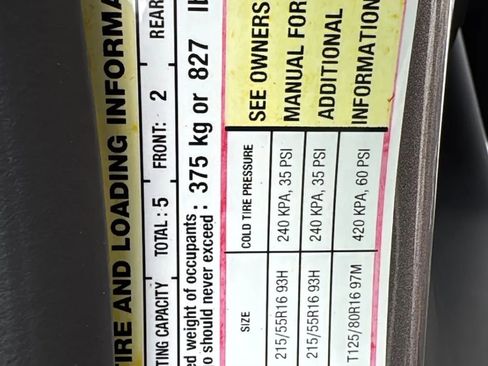 TIRE AND LOADING INFORMA
TING CAPACITY TOTAL : 5 FRONT: 2 REAR
ed weight of occupants
o should never exceed : 375 kg or 827
SIZE COLD TIRE PRESSURE SEE OWNERS
215/55R16 93H 240 KPA, 35 PSI MANUAL FOR
215/55R16 93H 240 KPA, 35 PSI ADDITIONAL
T125/80R16 97M 420 KPA, 60 PSI INFORMATION